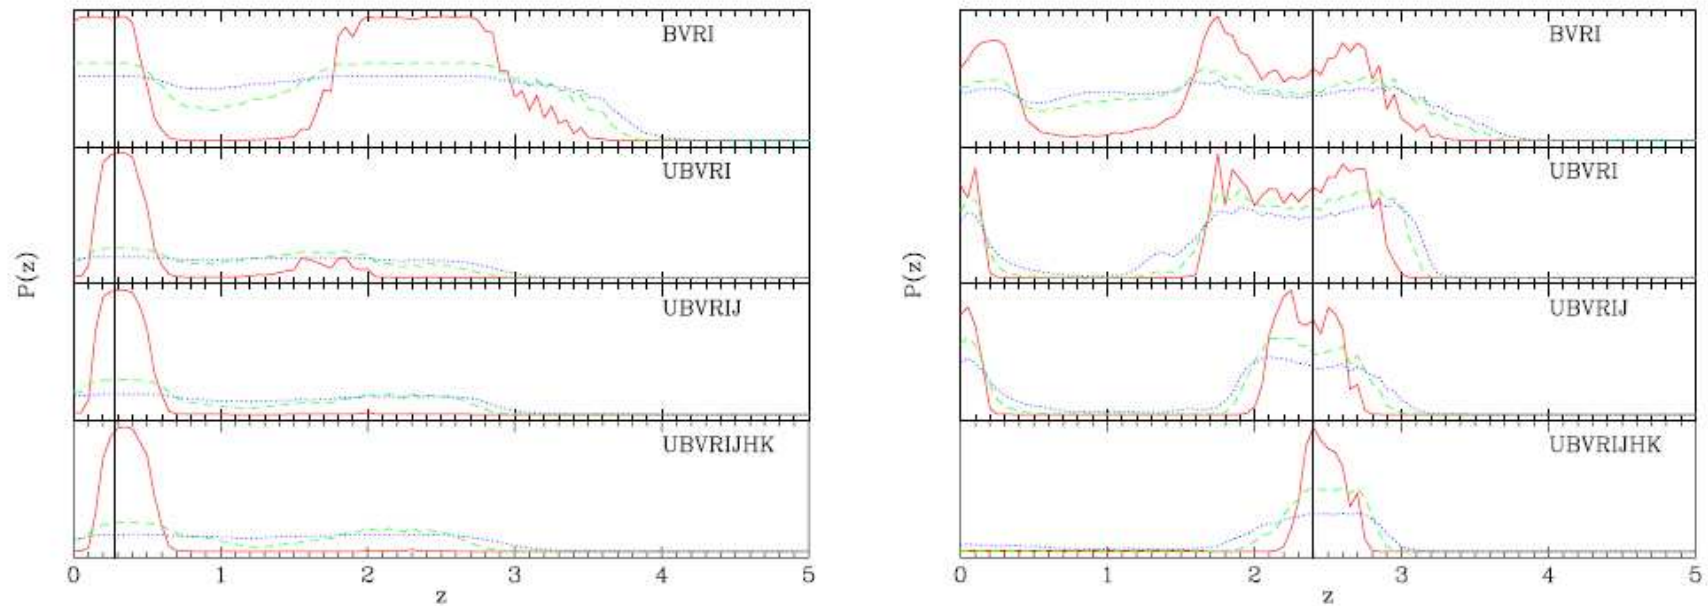 BVRI
UBVRI
UBVRIJ
UBVRIJHK
P(z)
0 1 2 3 4 5
z
BVRI
UBVRI
UBVRIJ
UBVRIJHK
P(z)
0 1 2 3 4 5
z